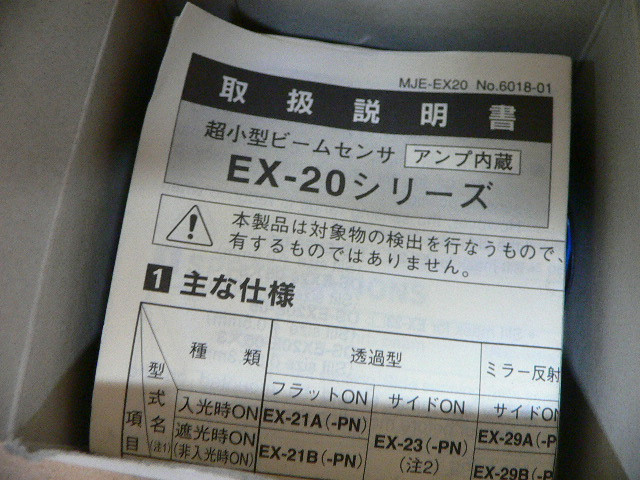 MJE-EX20 No.6018-01
取扱説明書
超小型ビームセンサ アンプ内蔵
EX-20シリーズ
本製品は対象物の検出を行なうもので、
有するものではありません。
1 主な仕様
種類 透過型 ミラー反射
フラットON サイドON サイドO
型式名(注1) 入光時ON EX-21A(-PN) EX-23(-PN) (注2) EX-29A(-P
遮光時ON (非入光時ON) EX-21B(-PN) EX-29B(-P
項目